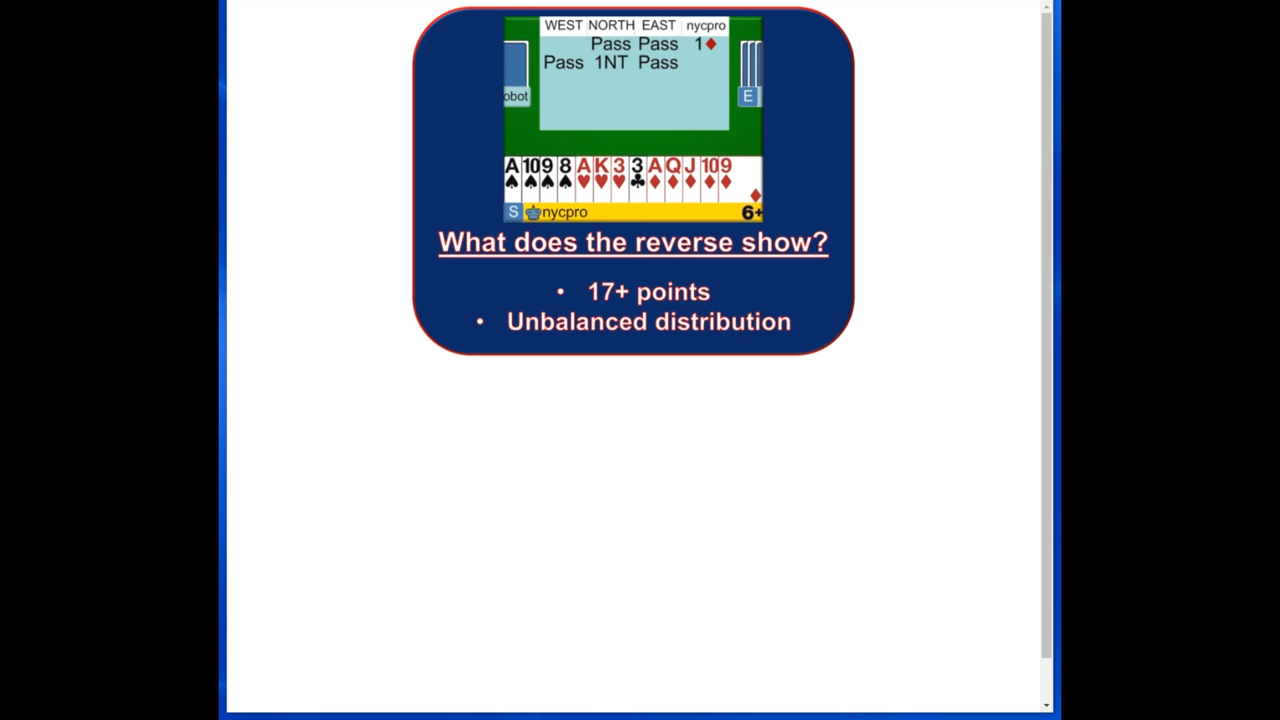 WEST NORTH EAST nycpro
Pass Pass 1♦
Pass 1NT Pass
obot
E
A 10 9 8 A K 3 3 A Q J 10 9
♠ ♠ ♠ ♠ ♥ ♥ ♥ ♣ ♦ ♦ ♦ ♦ ♦
S nycpro 6+
What does the reverse show?
• 17+ points
• Unbalanced distribution